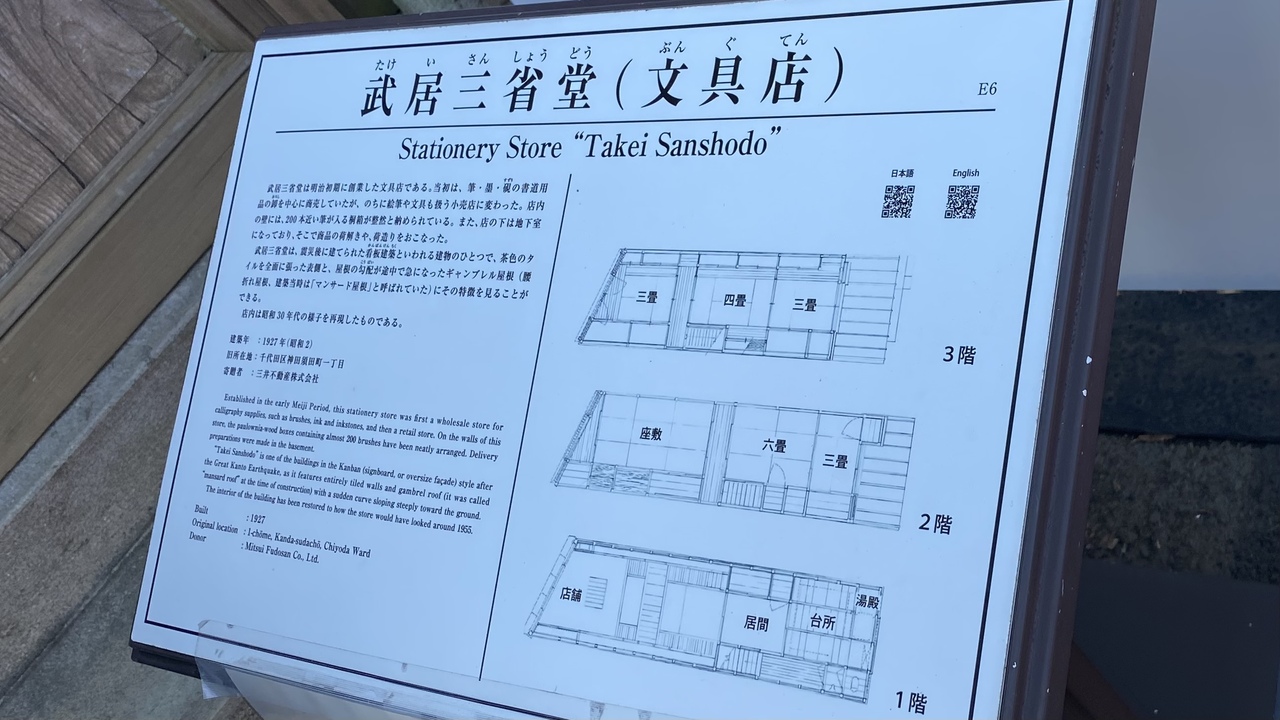 たけ い さん しょう どう ぶん ぐ てん
武居三省堂(文具店)
E6
Stationery Store “Takei Sanshodo”
武居三省堂は明治初期に創業した文具店である。当初は、筆・墨・硯の書道用
品の卸を中心に商売していたが、のちに絵筆や文具も扱う小売店に変わった。店内
の壁には、200本近い筆が入る桐箱が整然と納められている。また、店の下は地下室
になっており、そこで商品の荷解きや、荷造りをおこなった。
武居三省堂は、震災後に建てられた看板建築といわれる建物のひとつで、茶色のタ
イルを全面に張った表側と、屋根の勾配が途中で急になったギャンブレル屋根（腰
折れ屋根、建築当時は「マンサード屋根」と呼ばれていた）にその特徴を見ることが
できる。
店内は昭和30年代の様子を再現したものである。
建築年 ：1927年(昭和2)
旧所在地：千代田区神田須田町一丁目
寄贈者 ：三井不動産株式会社
Established in the early Meiji Period, this stationery store was first a wholesale store for
calligraphy supplies, such as brushes, ink and inkstones, and then a retail store. On the walls of this
store, the paulownia-wood boxes containing almost 200 brushes have been neatly arranged. Delivery
preparations were made in the basement.
“Takei Sanshodo” is one of the buildings in the Kanban (signboard, or oversize façade) style after
the Great Kanto Earthquake, as it features entirely tiled walls and gambrel roof (it was called
“mansard roof” at the time of construction) with a sudden curve sloping steeply toward the ground.
The interior of the building has been restored to how the store would have looked around 1955.
Built : 1927
Original location : 1-chōme, Kanda-sudachō, Chiyoda Ward
Donor : Mitsui Fudosan Co., Ltd.
日本語 English
三畳 四畳 三畳
3階
座敷 六畳 三畳
2階
店舗 居間 台所 湯殿
1階